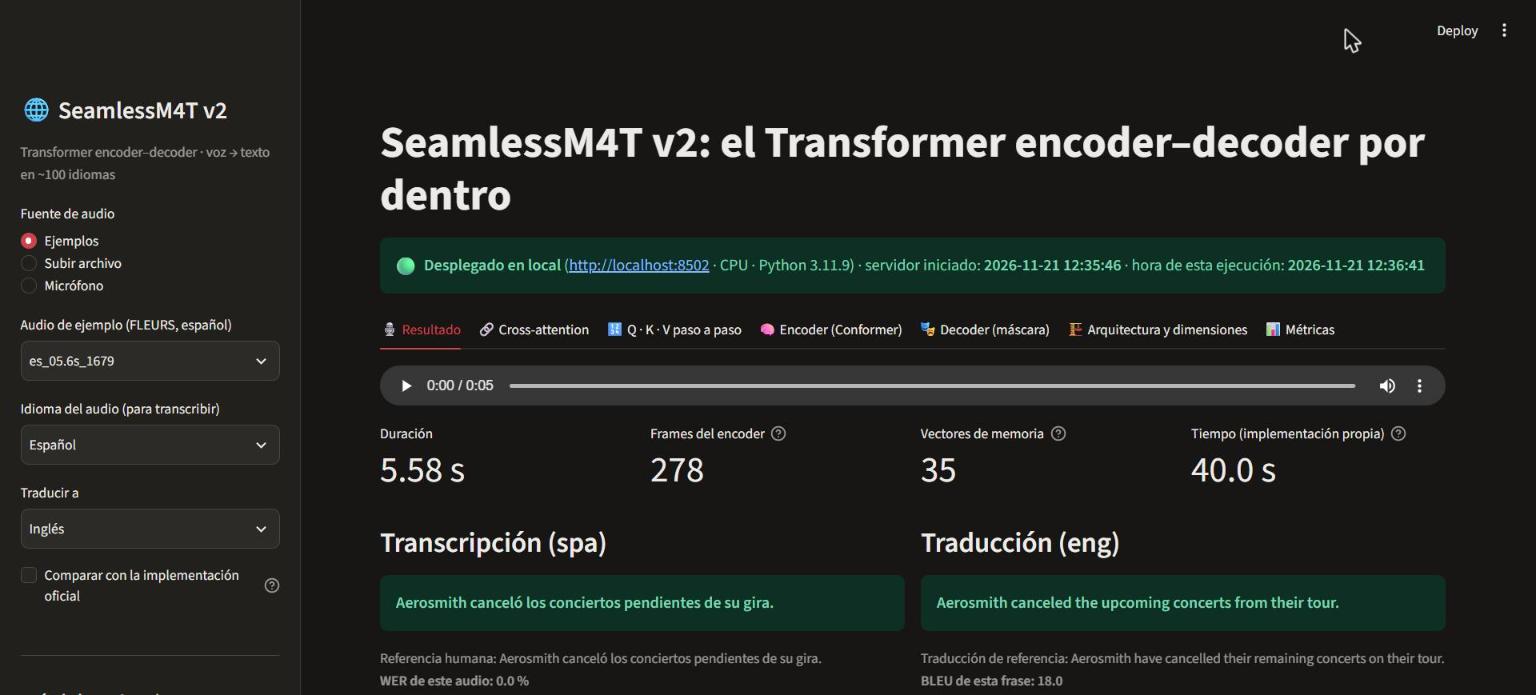 Deploy
SeamlessM4T v2
Transformer encoder–decoder · voz → texto
en ~100 idiomas
Fuente de audio
Ejemplos
Subir archivo
Micrófono
Audio de ejemplo (FLEURS, español)
es_05.6s_1679
Idioma del audio (para transcribir)
Español
Traducir a
Inglés
Comparar con la implementación
oficial
SeamlessM4T v2: el Transformer encoder–decoder por
dentro
Desplegado en local (http://localhost:8502 · CPU · Python 3.11.9) · servidor iniciado: 2026-11-21 12:35:46 · hora de esta ejecución: 2026-11-21 12:36:41
Resultado Cross-attention Q · K · V paso a paso Encoder (Conformer) Decoder (máscara) Arquitectura y dimensiones Métricas
0:00 / 0:05
Duración Frames del encoder Vectores de memoria Tiempo (implementación propia)
5.58 s 278 35 40.0 s
Transcripción (spa) Traducción (eng)
Aerosmith canceló los conciertos pendientes de su gira. Aerosmith canceled the upcoming concerts from their tour.
Referencia humana: Aerosmith canceló los conciertos pendientes de su gira. Traducción de referencia: Aerosmith have cancelled their remaining concerts on their tour.
WER de este audio: 0.0 % BLEU de esta frase: 18.0